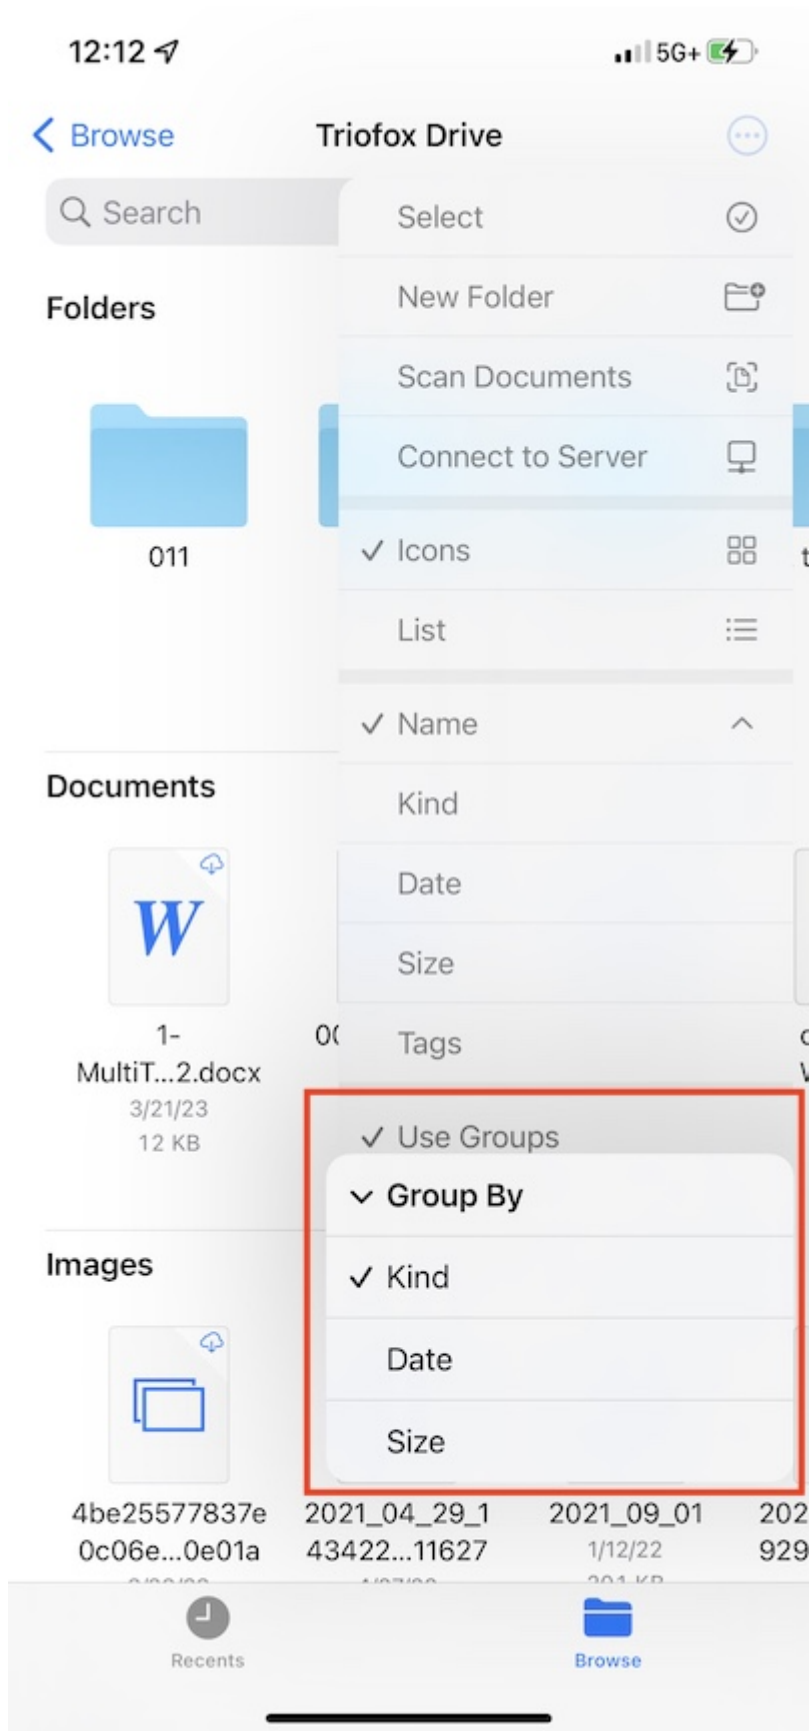 12:12
5G+
Browse
Triofox Drive
Search
Select
New Folder
Folders
Scan Documents
Connect to Server
011
Icons
List
Name
Documents
Kind
Date
W
Size
1-
MultiT...2.docx
3/21/23
12 KB
Tags
Use Groups
Group By
Images
Kind
Date
Size
4be25577837e
0c06e...0e01a
2021_04_29_1
43422...11627
2021_09_01
1/12/22
202
929
Recents
Browse